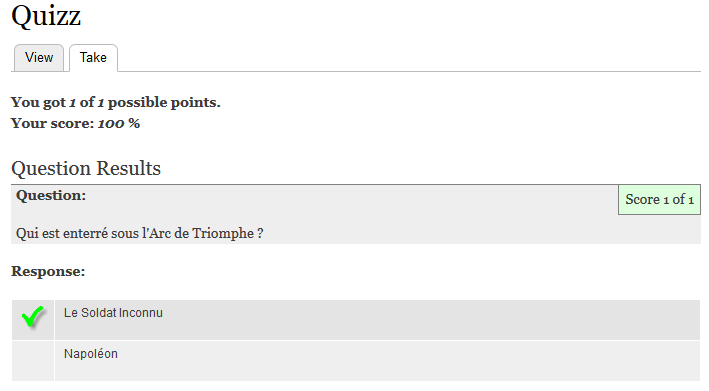 Quizz
View Take
You got 1 of 1 possible points.
Your score: 100 %
Question Results
Question:
Score 1 of 1
Qui est enterré sous l'Arc de Triomphe ?
Response:
Le Soldat Inconnu
Napoléon